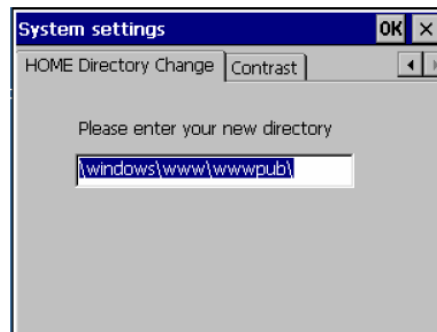 System settings OK ×
HOME Directory Change Contrast
Please enter your new directory
\windows\www\wwwpub\